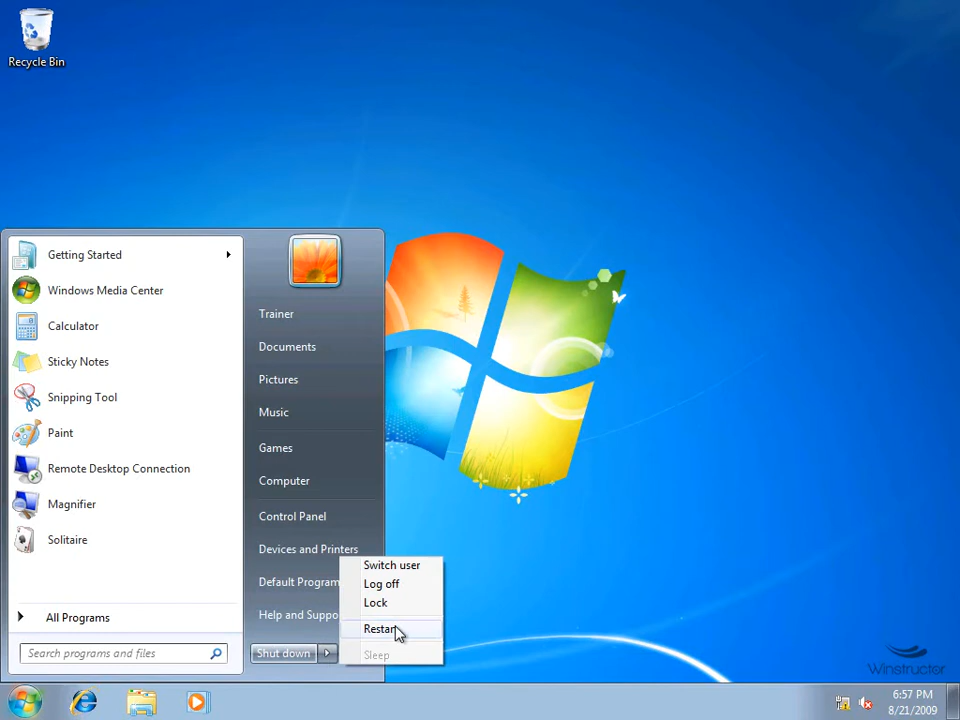 Recycle Bin
Getting Started
Windows Media Center
Calculator
Sticky Notes
Snipping Tool
Paint
Remote Desktop Connection
Magnifier
Solitaire
All Programs
Search programs and files
Trainer
Documents
Pictures
Music
Games
Computer
Control Panel
Devices and Printers
Default Program
Help and Suppo
Shut down
Switch user
Log off
Lock
Restart
Sleep
Winstructor
6:57 PM
8/21/2009